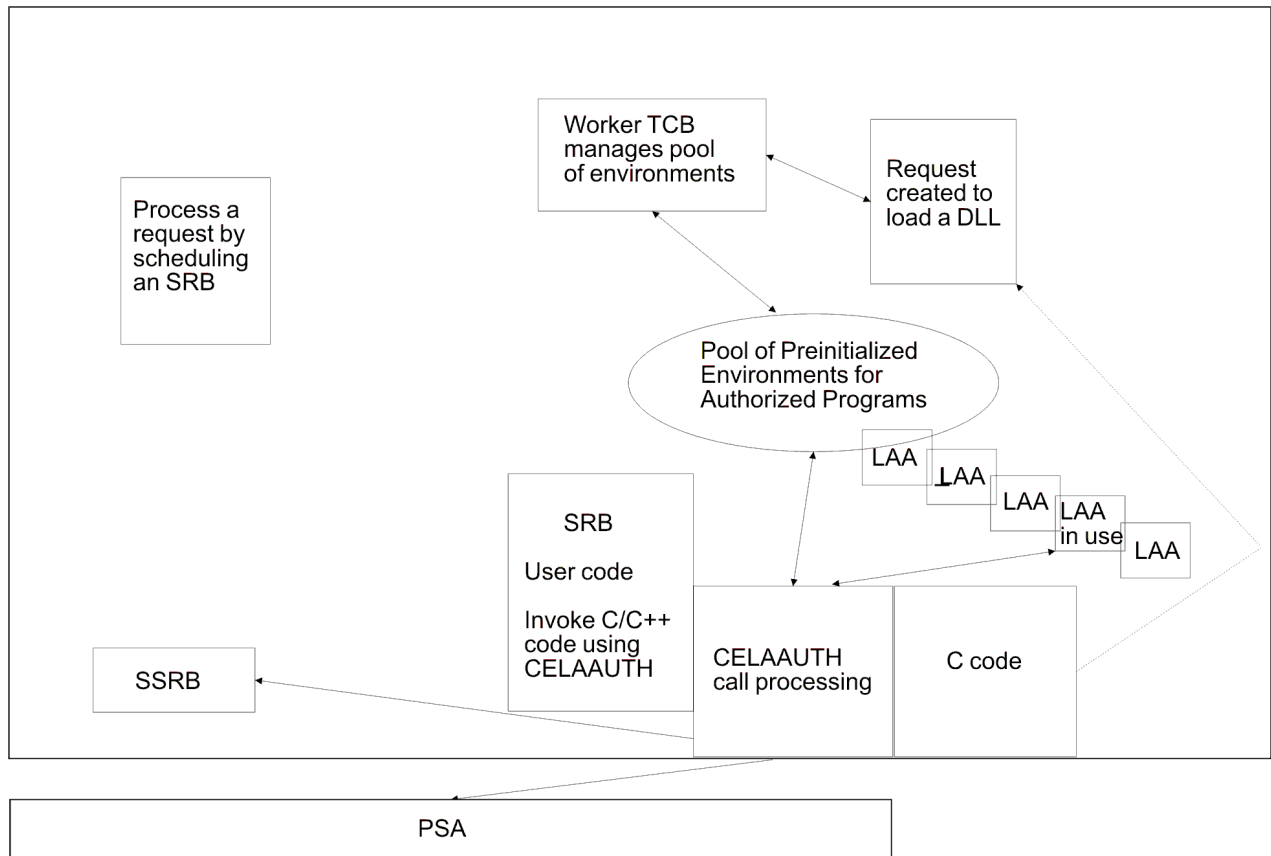 Worker TCB
manages pool
of environments
Request
created to
load a DLL
Process a
request by
scheduling
an SRB
Pool of Preinitialized
Environments for
Authorized Programs
LAA
LAA
LAA
LAA
in use
LAA
SRB
User code
Invoke C/C++
code using
CELAAUTH
CELAAUTH
call processing
C code
SSRB
PSA